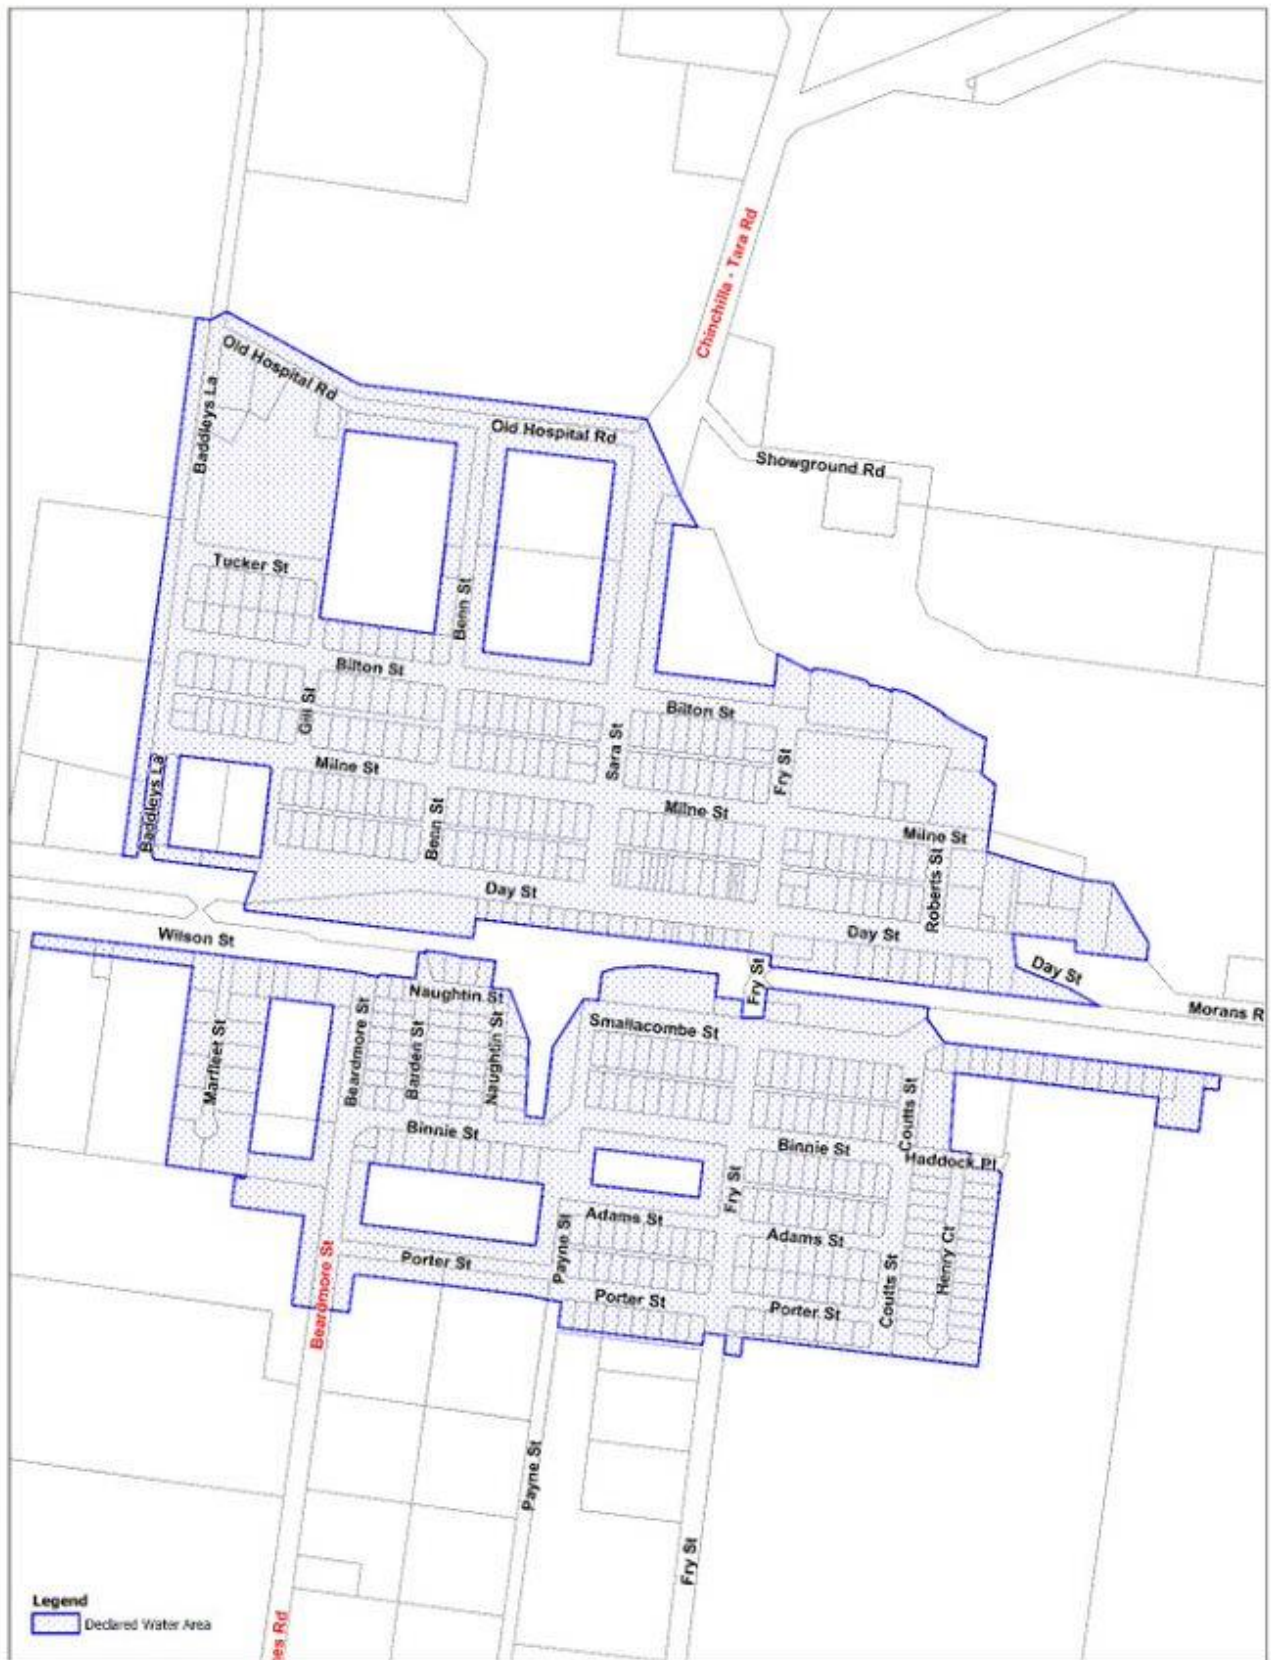 Chinchilla - Tara Rd
Old Hospital Rd
Baddleys La
Old Hospital Rd
Showground Rd
Tucker St
Benn St
Bilton St
Gill St
Bilton St
Sara St
Milne St
Fry St
Baddleys La
Milne St
Benn St
Milne St
Roberts St
Day St
Day St
Wilson St
Day St
Fry St
Naughtin St
Morans R
Smallacombe St
Beardmore St
Marfleet St
Barden St
Naughtin St
Coutts St
Binnie St
Binnie St
Haddock Pl
Fry St
Adams St
Adams St
Payne St
Henry Ct
Porter St
Coutts St
Porter St
Porter St
Beardmore St
Payne St
Fry St
Legend
Declared Water Area
es Rd